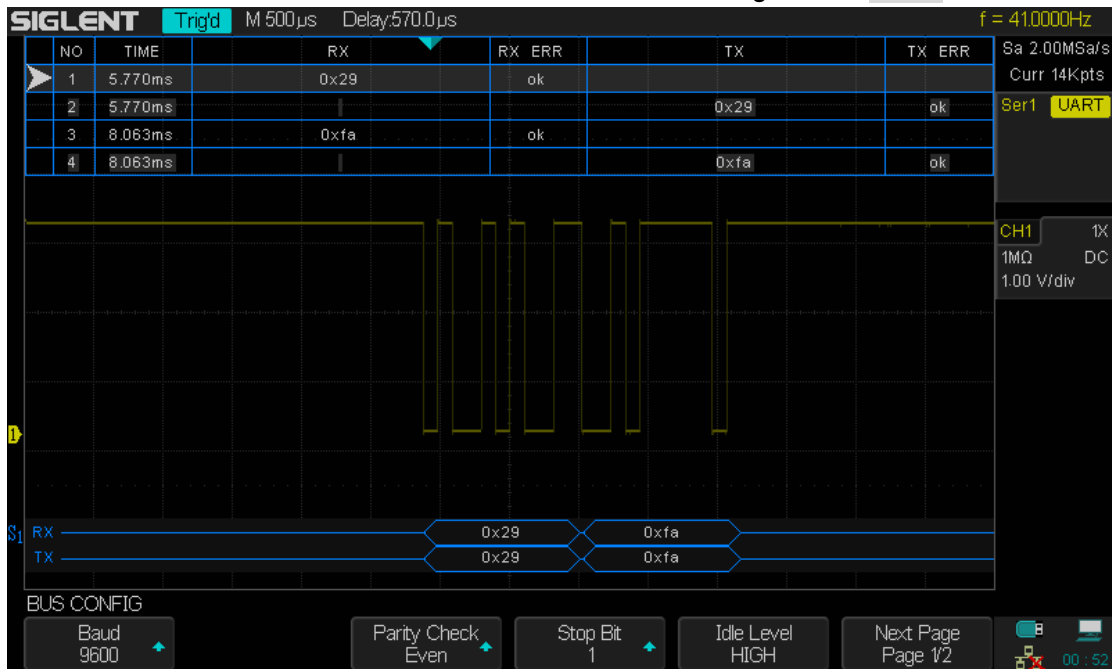 SIGLENT Trig'd M 500µs Delay:570.0µs f = 41.0000Hz
NO TIME RX RX ERR TX TX ERR
1 5.770ms 0x29 ok
2 5.770ms 0x29 ok
3 8.063ms 0xfa ok
4 8.063ms 0xfa ok
Sa 2.00MSa/s
Curr 14Kpts
Ser1 UART
CH1 1X
1MΩ DC
1.00 V/div
1
S1 RX 0x29 0xfa
TX 0x29 0xfa
BUS CONFIG
Baud
9600
Parity Check
Even
Stop Bit
1
Idle Level
HIGH
Next Page
Page 1/2
00 : 52